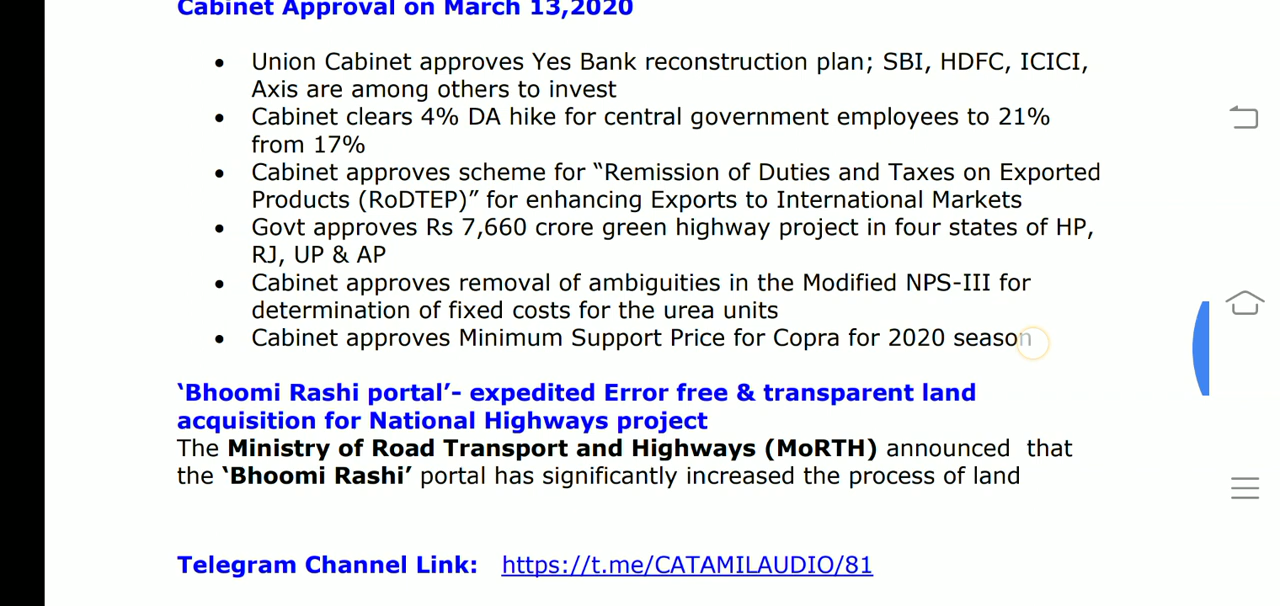 Cabinet Approval on March 13,2020
• Union Cabinet approves Yes Bank reconstruction plan; SBI, HDFC, ICICI,
Axis are among others to invest
• Cabinet clears 4% DA hike for central government employees to 21%
from 17%
• Cabinet approves scheme for “Remission of Duties and Taxes on Exported
Products (RoDTEP)” for enhancing Exports to International Markets
• Govt approves Rs 7,660 crore green highway project in four states of HP,
RJ, UP & AP
• Cabinet approves removal of ambiguities in the Modified NPS-III for
determination of fixed costs for the urea units
• Cabinet approves Minimum Support Price for Copra for 2020 season
‘Bhoomi Rashi portal’- expedited Error free & transparent land
acquisition for National Highways project
The Ministry of Road Transport and Highways (MoRTH) announced that
the ‘Bhoomi Rashi’ portal has significantly increased the process of land
Telegram Channel Link: https://t.me/CATAMILAUDIO/81